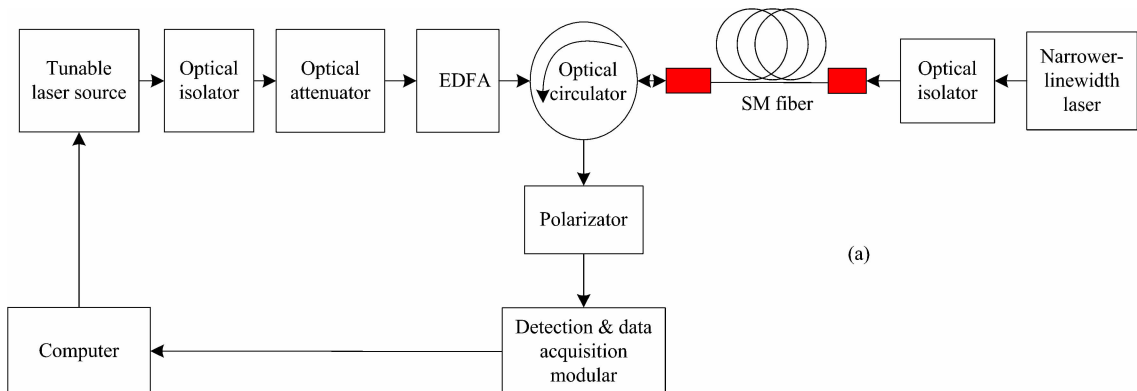 Tunable
laser source
Optical
isolator
Optical
attenuator
EDFA
Optical
circulator
SM fiber
Optical
isolator
Narrower-
linewidth
laser
Polarizator
(a)
Computer
Detection & data
acquisition
modular